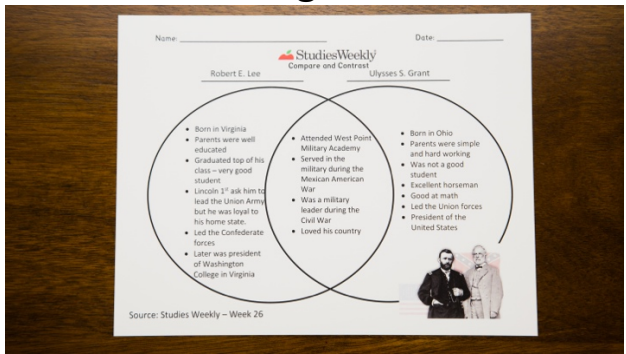 Name:
Date:
StudiesWeekly
Compare and Contrast
Robert E. Lee
Ulysses S. Grant
• Born in Virginia
• Parents were well
educated
• Graduated top of his
class – very good
student
• Lincoln 1st ask him to
lead the Union Army
but he was loyal to
his home state.
• Led the Confederate
forces
• Later was president
of Washington
College in Virginia
• Attended West Point
Military Academy
• Served in the
military during the
Mexican American
War
• Was a military
leader during the
Civil War
• Loved his country
• Born in Ohio
• Parents were simple
and hard working
• Was not a good
student
• Excellent horseman
• Good at math
• Led the Union forces
• President of the
United States
Source: Studies Weekly – Week 26